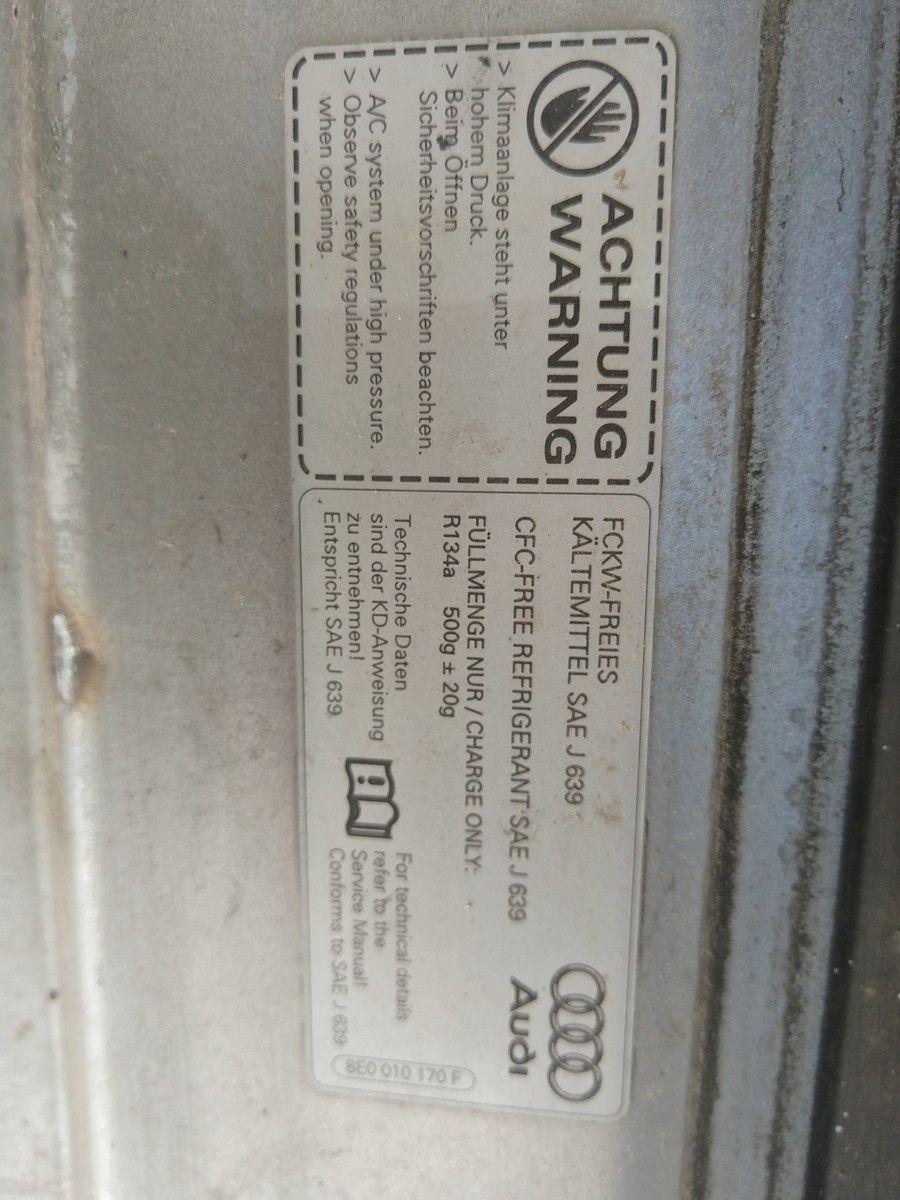 ACHTUNG
WARNING
> Klimaanlage steht unter
hohem Druck.
> Beim Öffnen
Sicherheitsvorschriften beachten.
> A/C system under high pressure.
> Observe safety regulations
when opening.
FCKW-FREIES
KÄLTEMITTEL SAE J 639
CFC-FREE REFRIGERANT SAE J 639
Audi
FÜLLMENGE NUR / CHARGE ONLY:
R134a 500g ± 20g
Technische Daten
sind der KD-Anweisung
zu entnehmen!
Entspricht SAE J 639
For technical details
refer to the
Service Manual!
Conforms to SAE J 639
8E0 010 170 F